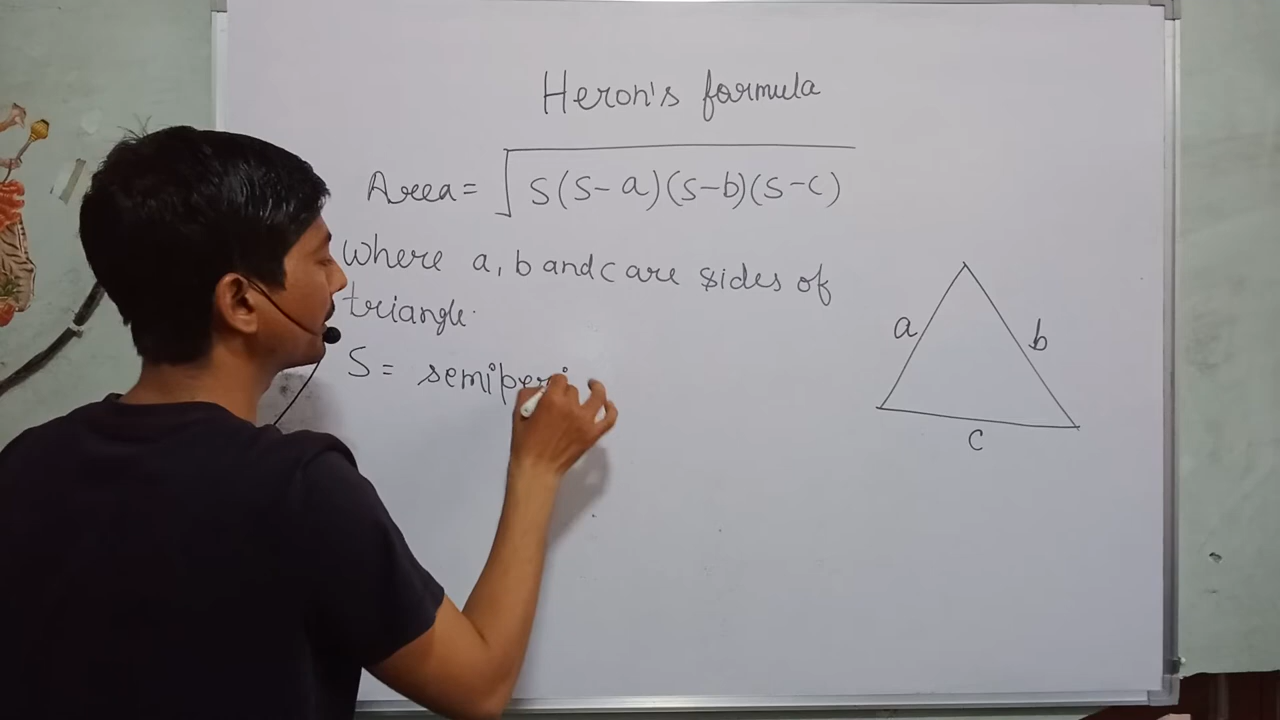 Heron's formula
Area = √S(S-a)(S-b)(S-c)
Where a, b and c are sides of
triangle.
S = semiperi
a
b
c